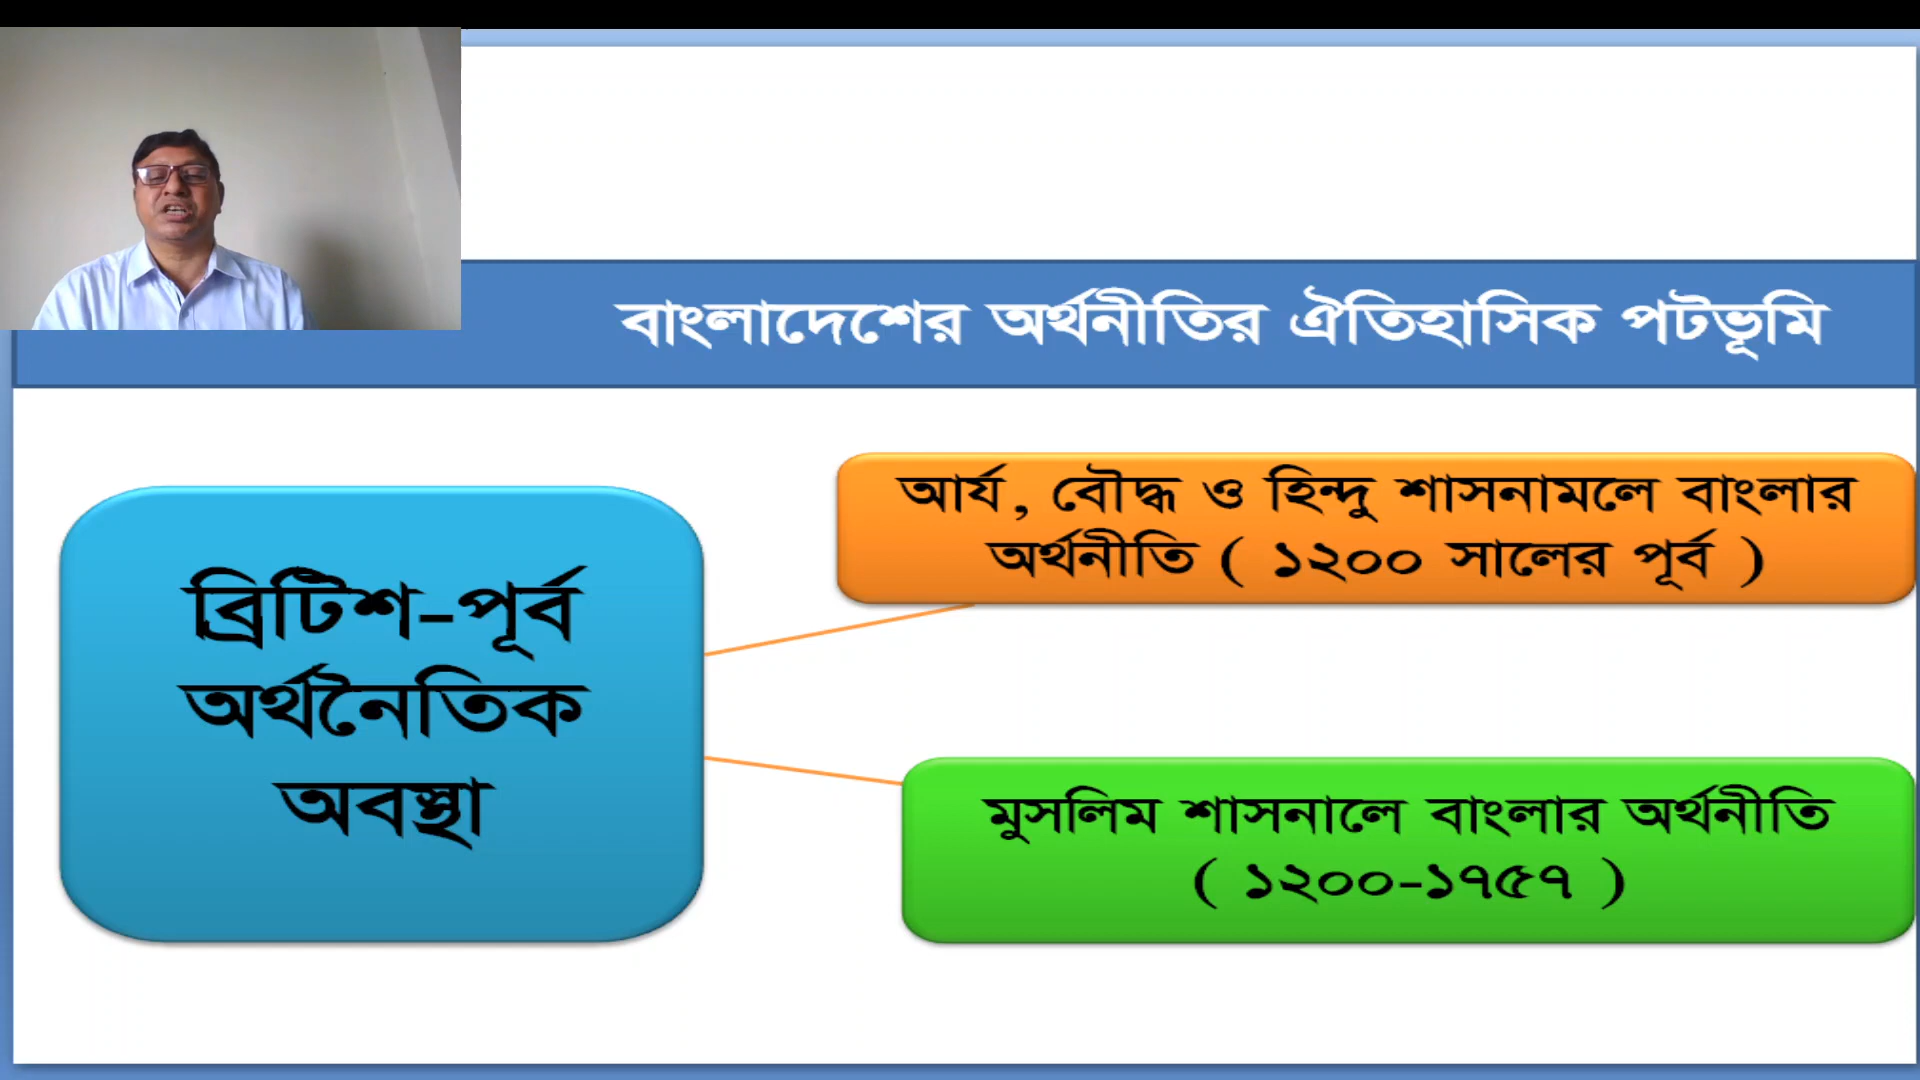 বাংলাদেশের অর্থনীতির ঐতিহাসিক পটভূমি
ব্রিটিশ-পূর্ব
অর্থনৈতিক
অবস্থা
আর্য, বৌদ্ধ ও হিন্দু শাসনামলে বাংলার
অর্থনীতি ( ১২০০ সালের পূর্ব )
মুসলিম শাসনালে বাংলার অর্থনীতি
( ১২০০-১৭৫৭ )